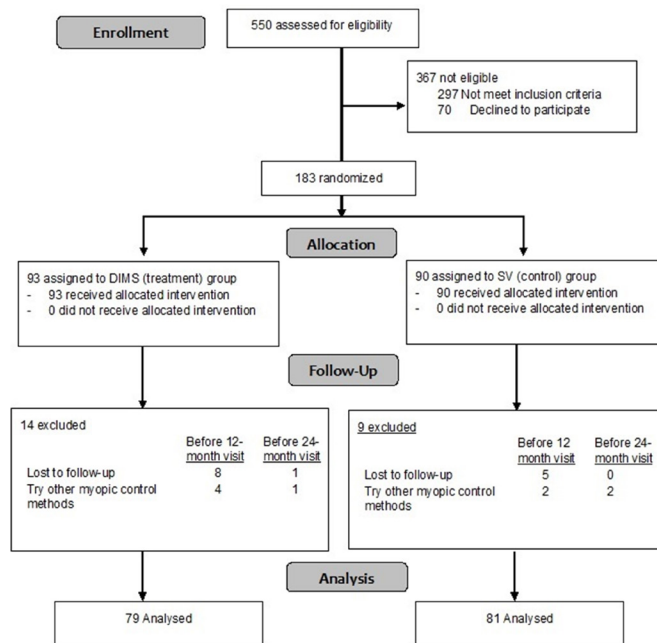 Enrollment
550 assessed for eligibility
367 not eligible
297 Not meet inclusion criteria
70 Declined to participate
183 randomized
Allocation
93 assigned to DIMS (treatment) group
- 93 received allocated intervention
- 0 did not receive allocated intervention
90 assigned to SV (control) group
- 90 received allocated intervention
- 0 did not receive allocated intervention
Follow-Up
14 excluded
Before 12- Before 24-
month visit month visit
Lost to follow-up 8 1
Try other myopic control 4 1
methods
9 excluded
Before 12 Before 24-
month visit month visit
Lost to follow-up 5 0
Try other myopic control 2 2
methods
Analysis
79 Analysed
81 Analysed